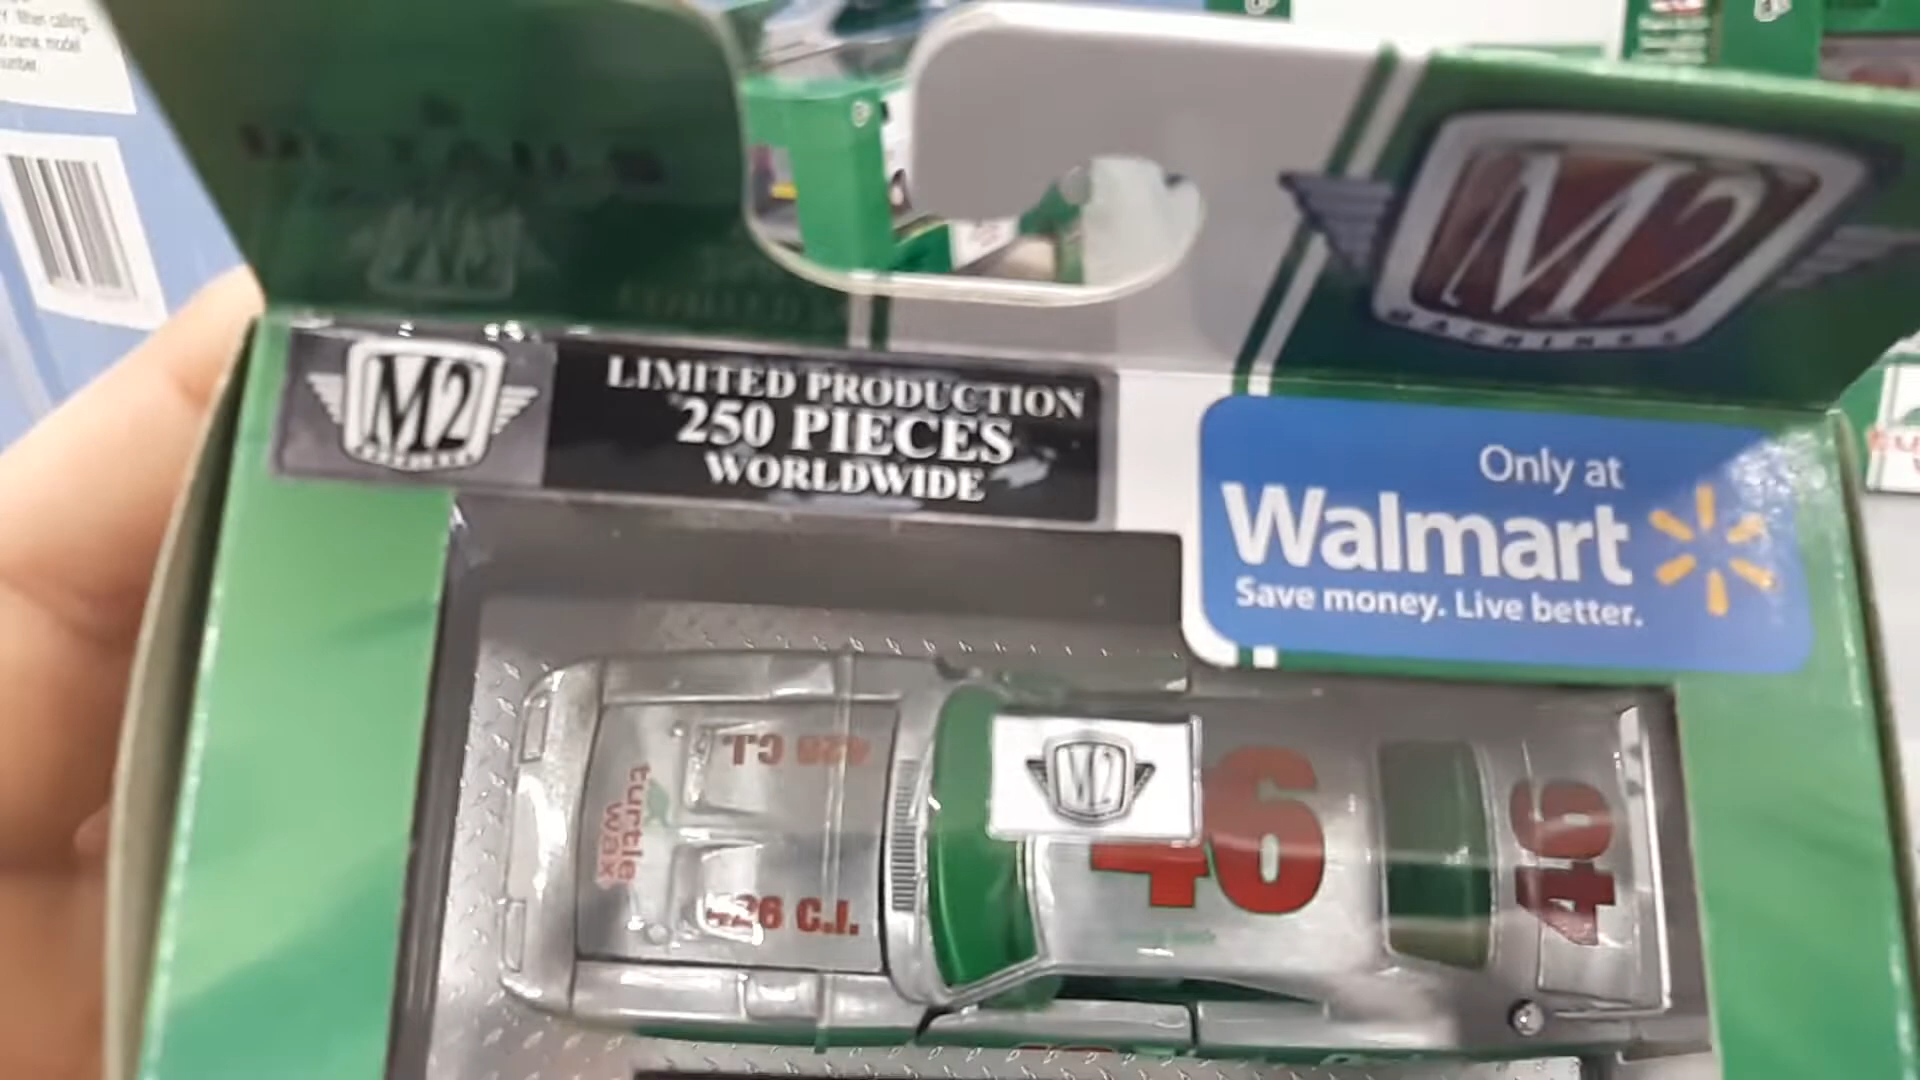 M2
MACHINES
M2
LIMITED PRODUCTION
250 PIECES
WORLDWIDE
Only at
Walmart
Save money. Live better.
426 C.I.
turtle
wax
426 C.I.
M2
46
46